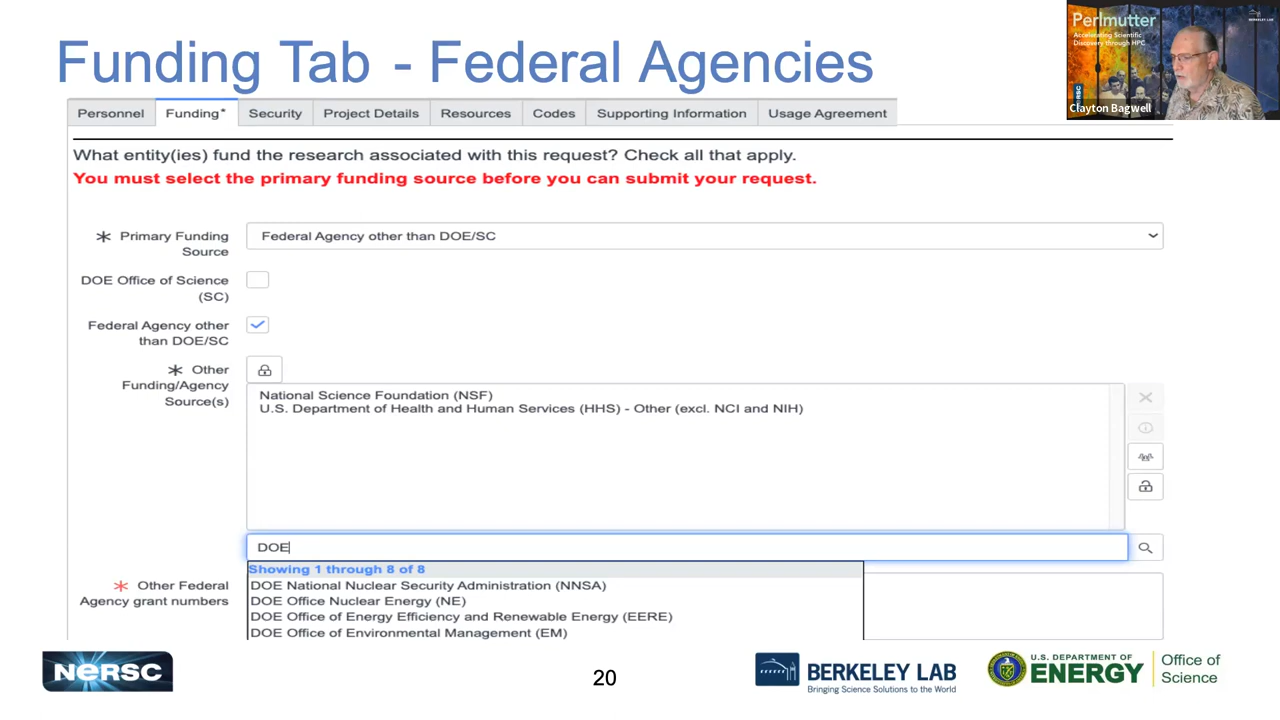 Funding Tab - Federal Agencies
Perlmutter
Accelerating Scientific
Discovery through HPC
BERKELEY LAB
NERSC
Clayton Bagwell
Personnel Funding* Security Project Details Resources Codes Supporting Information Usage Agreement
What entity(ies) fund the research associated with this request? Check all that apply.
You must select the primary funding source before you can submit your request.
Primary Funding
Source
Federal Agency other than DOE/SC
DOE Office of Science
(SC)
Federal Agency other
than DOE/SC
Other
Funding/Agency
Source(s)
National Science Foundation (NSF)
U.S. Department of Health and Human Services (HHS) - Other (excl. NCI and NIH)
DOE
Showing 1 through 8 of 8
DOE National Nuclear Security Administration (NNSA)
DOE Office Nuclear Energy (NE)
DOE Office of Energy Efficiency and Renewable Energy (EERE)
DOE Office of Environmental Management (EM)
Other Federal
Agency grant numbers
NERSC
20
BERKELEY LAB
Bringing Science Solutions to the World
U.S. DEPARTMENT OF
ENERGY
Office of
Science